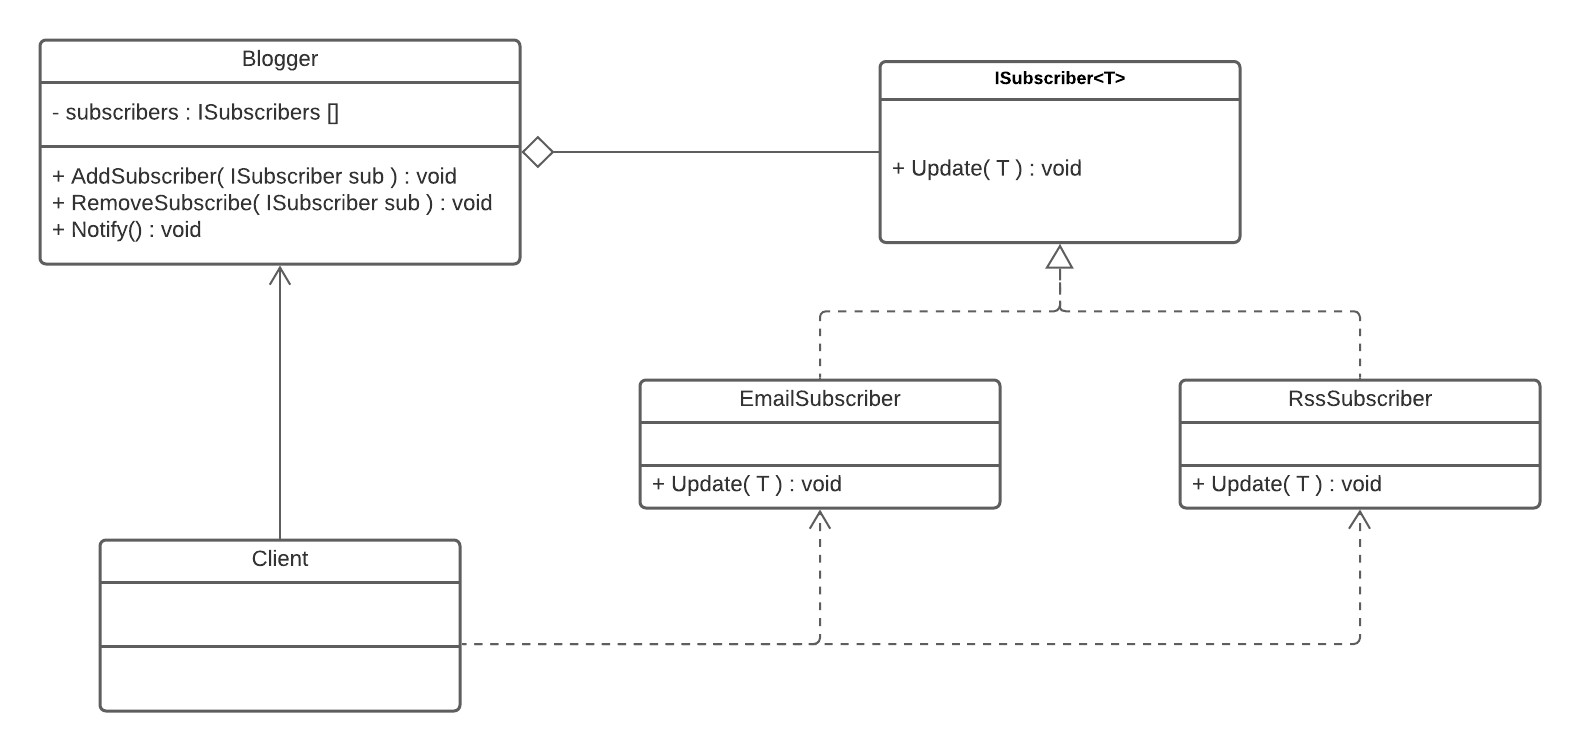 Blogger
- subscribers : ISubscribers []
+ AddSubscriber( ISubscriber sub ) : void
+ RemoveSubscribe( ISubscriber sub ) : void
+ Notify() : void
ISubscriber<T>
+ Update( T ) : void
EmailSubscriber
+ Update( T ) : void
RssSubscriber
+ Update( T ) : void
Client